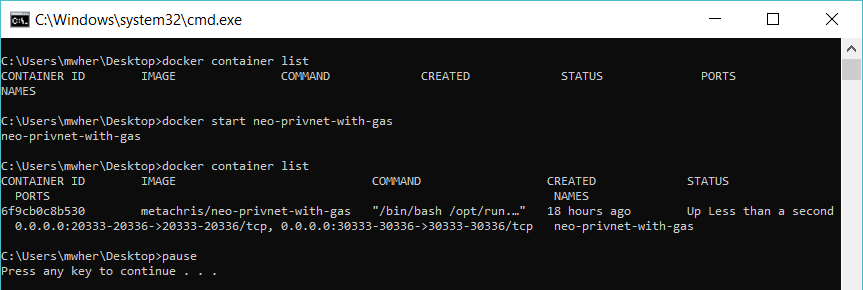 C:\Windows\system32\cmd.exe
C:\Users\mwher\Desktop>docker container list
CONTAINER ID        IMAGE               COMMAND             CREATED             STATUS              PORTS
NAMES
C:\Users\mwher\Desktop>docker start neo-privnet-with-gas
neo-privnet-with-gas
C:\Users\mwher\Desktop>docker container list
CONTAINER ID        IMAGE                            COMMAND                  CREATED             STATUS
  PORTS                                                                        NAMES
6f9cb0c8b530        metachris/neo-privnet-with-gas   "/bin/bash /opt/run.…"   18 hours ago        Up Less than a second
  0.0.0.0:20333-20336->20333-20336/tcp, 0.0.0.0:30333-30336->30333-30336/tcp   neo-privnet-with-gas
C:\Users\mwher\Desktop>pause
Press any key to continue . . .